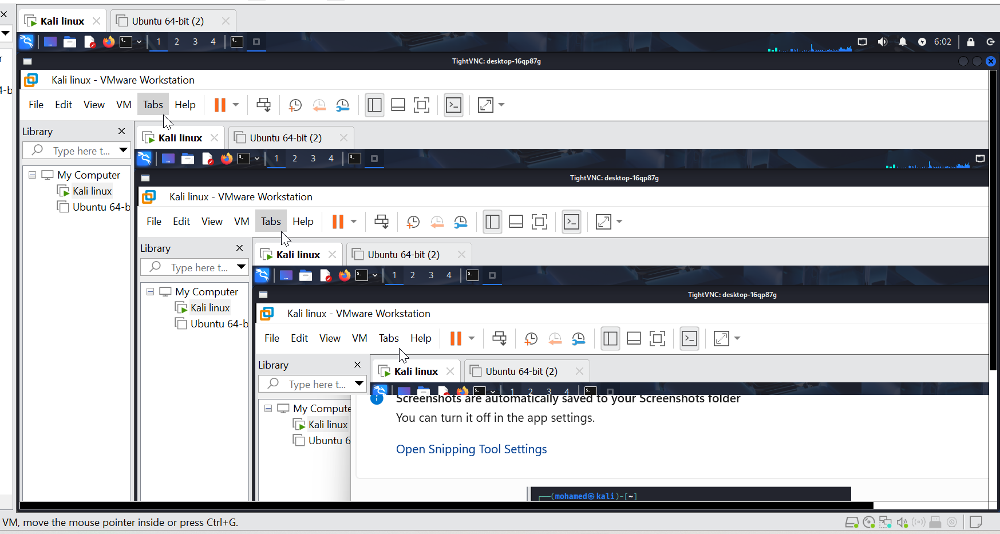 Kali linux
Ubuntu 64-bit (2)
1 2 3 4
6:02
TightVNC: desktop-16qp87g
Kali linux - VMware Workstation
File Edit View VM Tabs Help
Library
Kali linux
Ubuntu 64-bit (2)
Type here t...
1 2 3 4
My Computer
TightVNC: desktop-16qp87g
Kali linux
Kali linux - VMware Workstation
Ubuntu 64-b
File Edit View VM Tabs Help
Library
Kali linux
Ubuntu 64-bit (2)
Type here t...
1 2 3 4
My Computer
TightVNC: desktop-16qp87g
Kali linux
Kali linux - VMware Workstation
Ubuntu 64-b
File Edit View VM Tabs Help
Library
Kali linux
Ubuntu 64-bit (2)
Type here t...
1 2 3 4
Screenshots are automatically saved to your Screenshots folder
My Compute
You can turn it off in the app settings.
Kali linux
Ubuntu 6
Open Snipping Tool Settings
┌──(mohamed㉿kali)-[~]
VM, move the mouse pointer inside or press Ctrl+G.